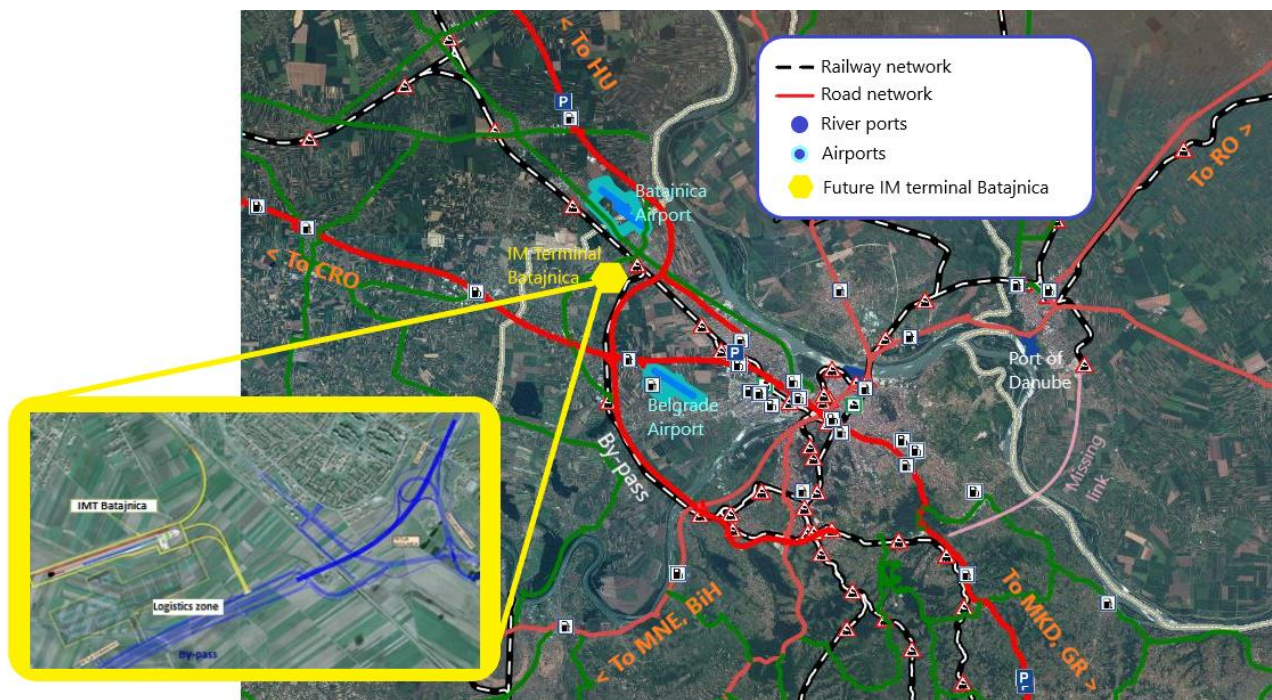 < To HU
Railway network
Road network
River ports
Airports
Future IM terminal Batajnica
To RO >
Batajnica
Airport
< To CRO
IM Terminal
Batajnica
P
P
Port of
Danube
Belgrade
Airport
By-pass
Missing
link
< To MNE, BiH
To MKD, GR >
P
IMT Batajnica
Logistics zone
By-pass